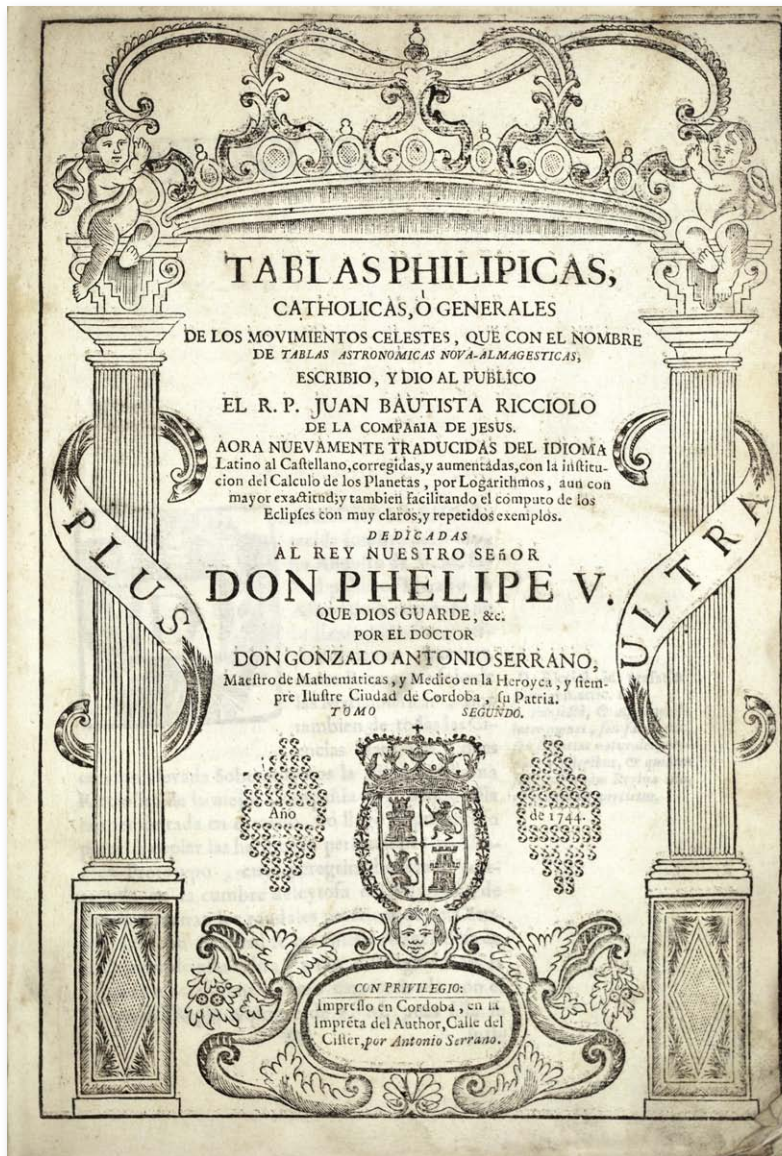 TABLAS PHILIPICAS,
CATHOLICAS, ò GENERALES
DE LOS MOVIMIENTOS CELESTES, QUE CON EL NOMBRE
DE TABLAS ASTRONOMICAS NOVA-ALMAGESTICAS,
ESCRIBIO, Y DIO AL PUBLICO
EL R. P. JUAN BAUTISTA RICCIOLO
DE LA COMPAñIA DE JESUS.
AORA NUEVAMENTE TRADUCIDAS DEL IDIOMA
Latino al Caſtellano, corregidas, y aumentadas, con la inſtitu-
cion del Calculo de los Planetas, por Logarithmos, aun con
mayor exactitud; y tambien facilitando el computo de los
Eclipſes con muy claros, y repetidos exemplos.
DEDICADAS
AL REY NUESTRO SEñOR
DON PHELIPE V.
QUE DIOS GUARDE, &c.
POR EL DOCTOR
DON GONZALO ANTONIO SERRANO,
Maeſtro de Mathematicas, y Medico en la Heroyca, y ſiem-
pre Iluſtre Ciudad de Cordoba, ſu Patria.
TOMO SEGUNDO.
PLUS
ULTRA
Año
de 1744.
CON PRIVILEGIO:
Impreſſo en Cordoba, en la
Imprẽta del Author, Calle del
Ciſter, por Antonio Serrano.